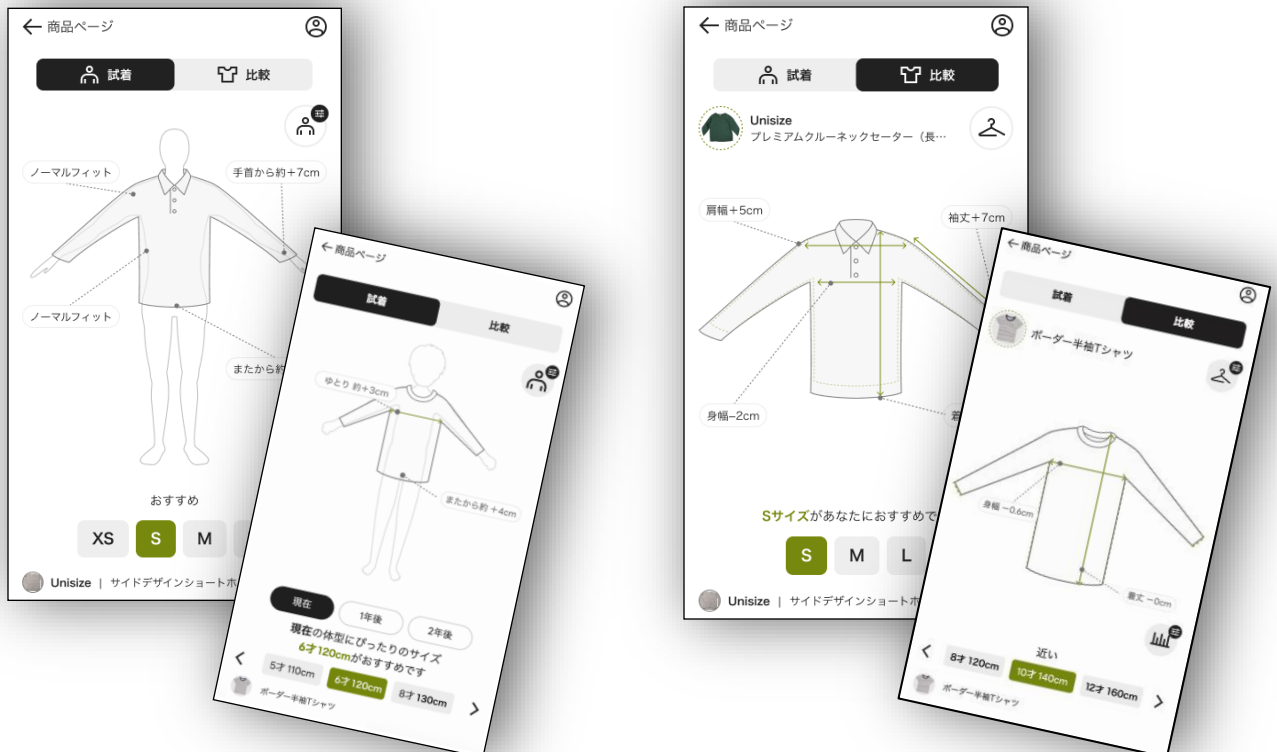 商品ページ
試着
比較
ノーマルフィット
手首から約+7cm
ノーマルフィット
またから約
おすすめ
XS
S
M
Unisize | サイドデザインショートホ
商品ページ
試着
比較
ゆとり 約+3cm
またから約 +4cm
現在
1年後
2年後
現在の体型にぴったりのサイズ
6才120cmがおすすめです
5才 110cm
6才 120cm
8才 130cm
ボーダー半袖Tシャツ
商品ページ
試着
比較
Unisize
プレミアムクルーネックセーター（長…
肩幅+5cm
袖丈+7cm
身幅−2cm
着
Sサイズがあなたにおすすめで
S
M
L
Unisize | サイドデザインショートホ
商品ページ
試着
比較
ボーダー半袖Tシャツ
身幅 −0.6cm
着丈 −0cm
近い
8才 120cm
10才 140cm
12才 160cm
ボーダー半袖Tシャツ